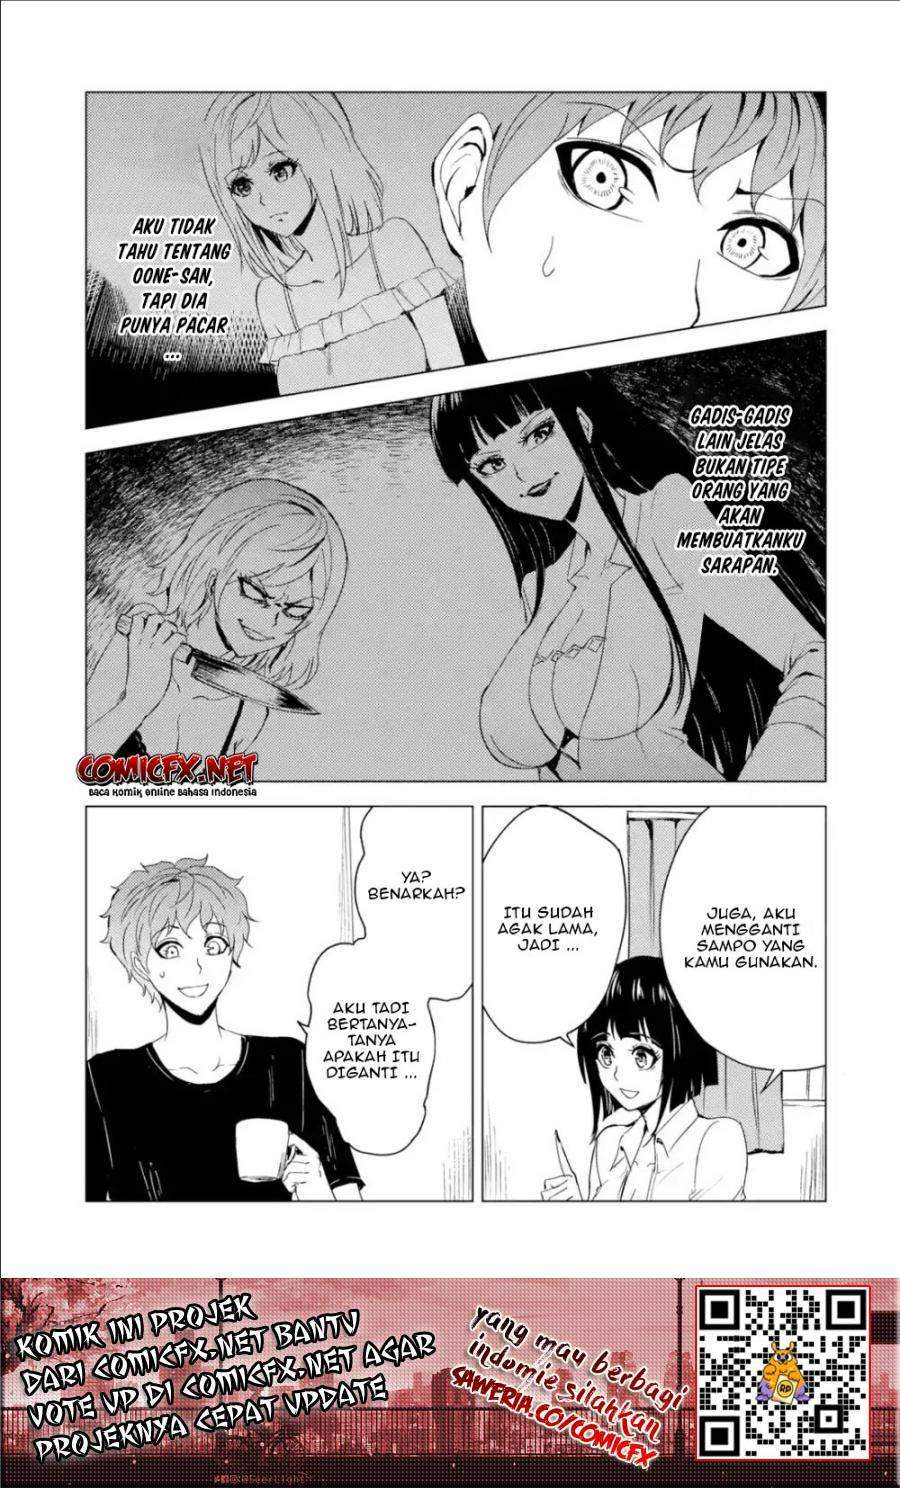 AKU TIDAK
TAHU TENTANG
OONE-SAN,
TAPI DIA
PUNYA PACAR
...
GADIS-GADIS
LAIN JELAS
BUKAN TIPE
ORANG YANG
AKAN
MEMBUATKANKU
SARAPAN.
COMICFX.NET
Baca Komik Online Bahasa Indonesia
JUGA, AKU
MENGGANTI
SAMPO YANG
KAMU GUNAKAN.
ITU SUDAH
AGAK LAMA,
JADI ...
YA?
BENARKAH?
AKU TADI
BERTANYA-
TANYA
APAKAH ITU
DIGANTI ...
KOMIK INI PROJEK
DARI COMICFX.NET BANTU
VOTE UP DI COMICFX.NET AGAR
PROJEKNYA CEPAT UPDATE
yang mau berbagi
indomie silahkan
SAWERIA.CO/COMICFX
RP
@SeerLight